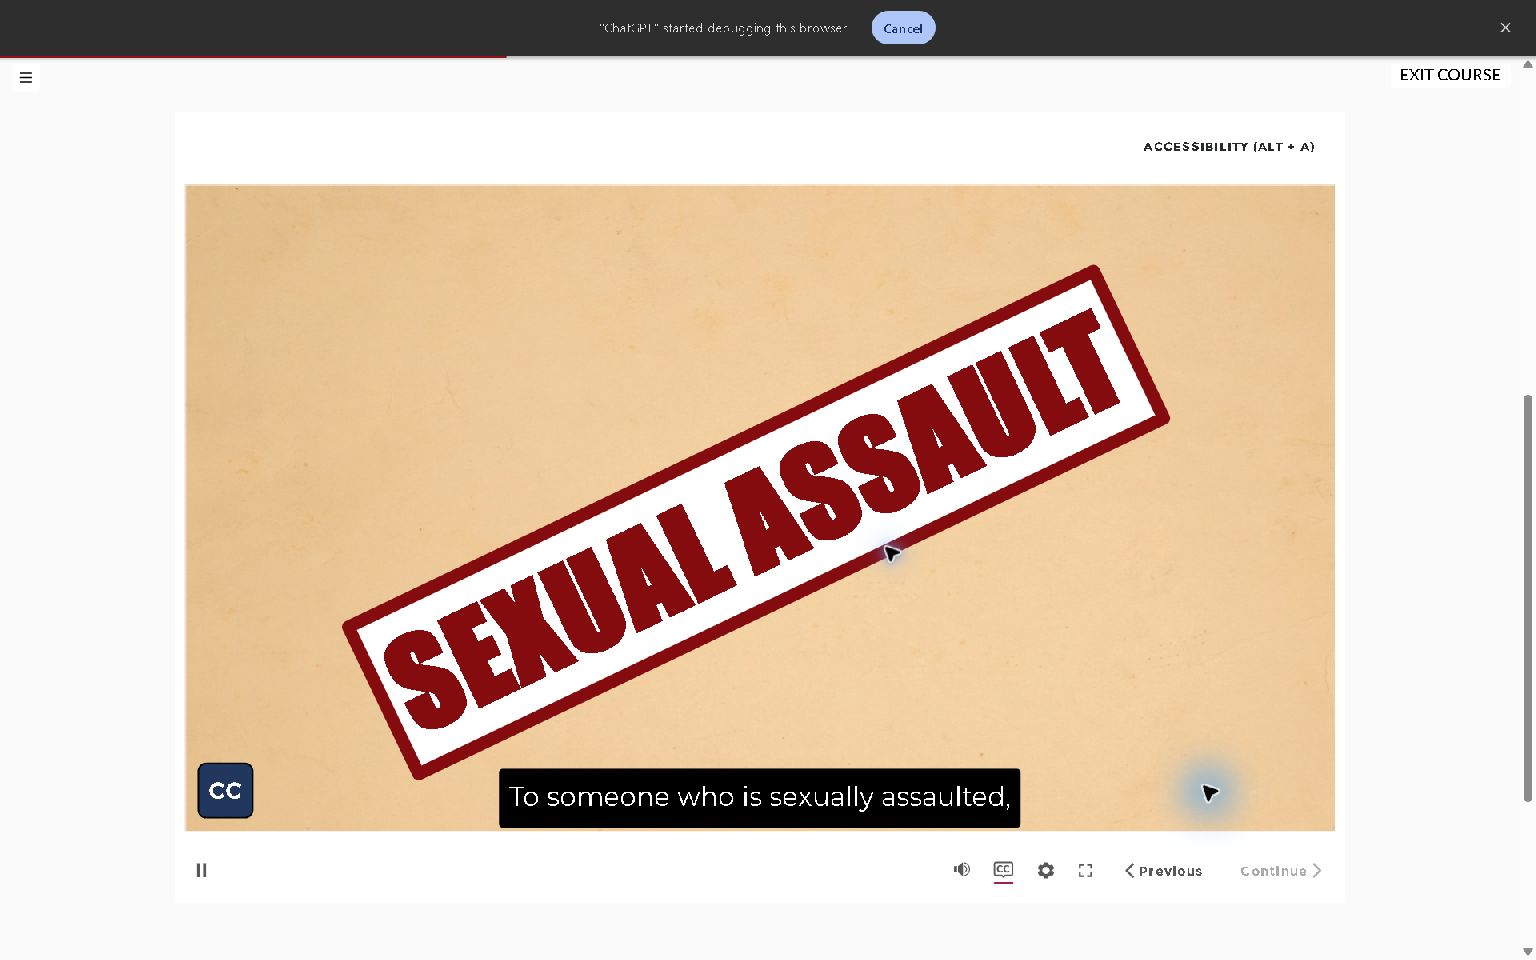 "ChatGPT" started debugging this browser
Cancel
EXIT COURSE
ACCESSIBILITY (ALT + A)
SEXUAL ASSAULT
CC
To someone who is sexually assaulted,
CC
Previous
Continue